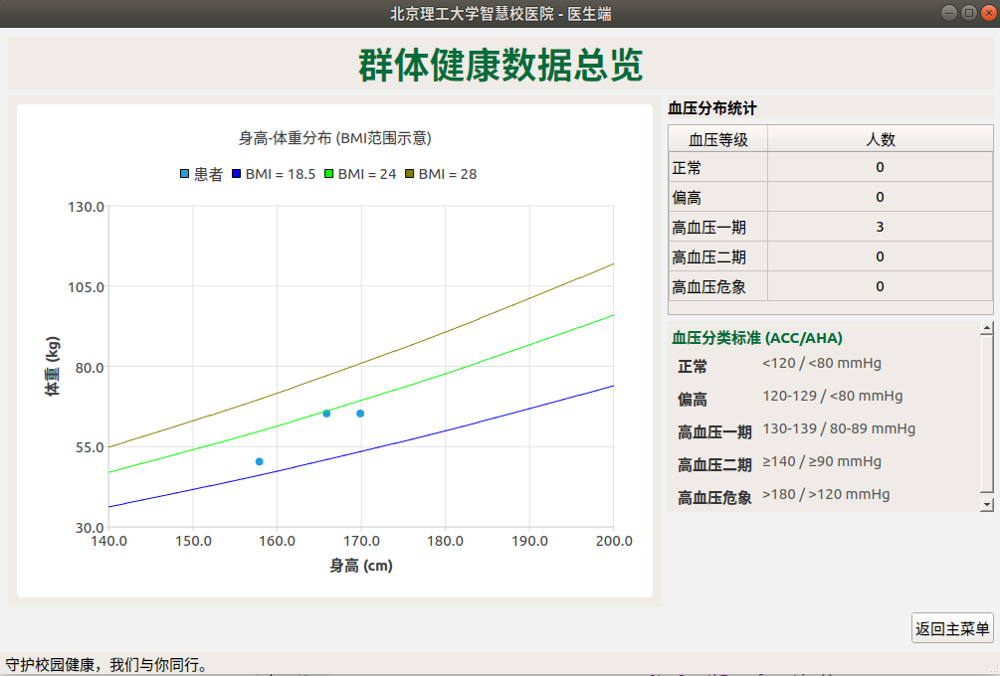 北京理工大学智慧校医院 - 医生端
群体健康数据总览
身高-体重分布 (BMI范围示意)
患者 BMI = 18.5 BMI = 24 BMI = 28
130.0
105.0
80.0
55.0
30.0
体重 (kg)
140.0 150.0 160.0 170.0 180.0 190.0 200.0
身高 (cm)
血压分布统计
血压等级 人数
正常 0
偏高 0
高血压一期 3
高血压二期 0
高血压危象 0
血压分类标准 (ACC/AHA)
正常 <120 / <80 mmHg
偏高 120-129 / <80 mmHg
高血压一期 130-139 / 80-89 mmHg
高血压二期 ≥140 / ≥90 mmHg
高血压危象 >180 / >120 mmHg
返回主菜单
守护校园健康，我们与你同行。